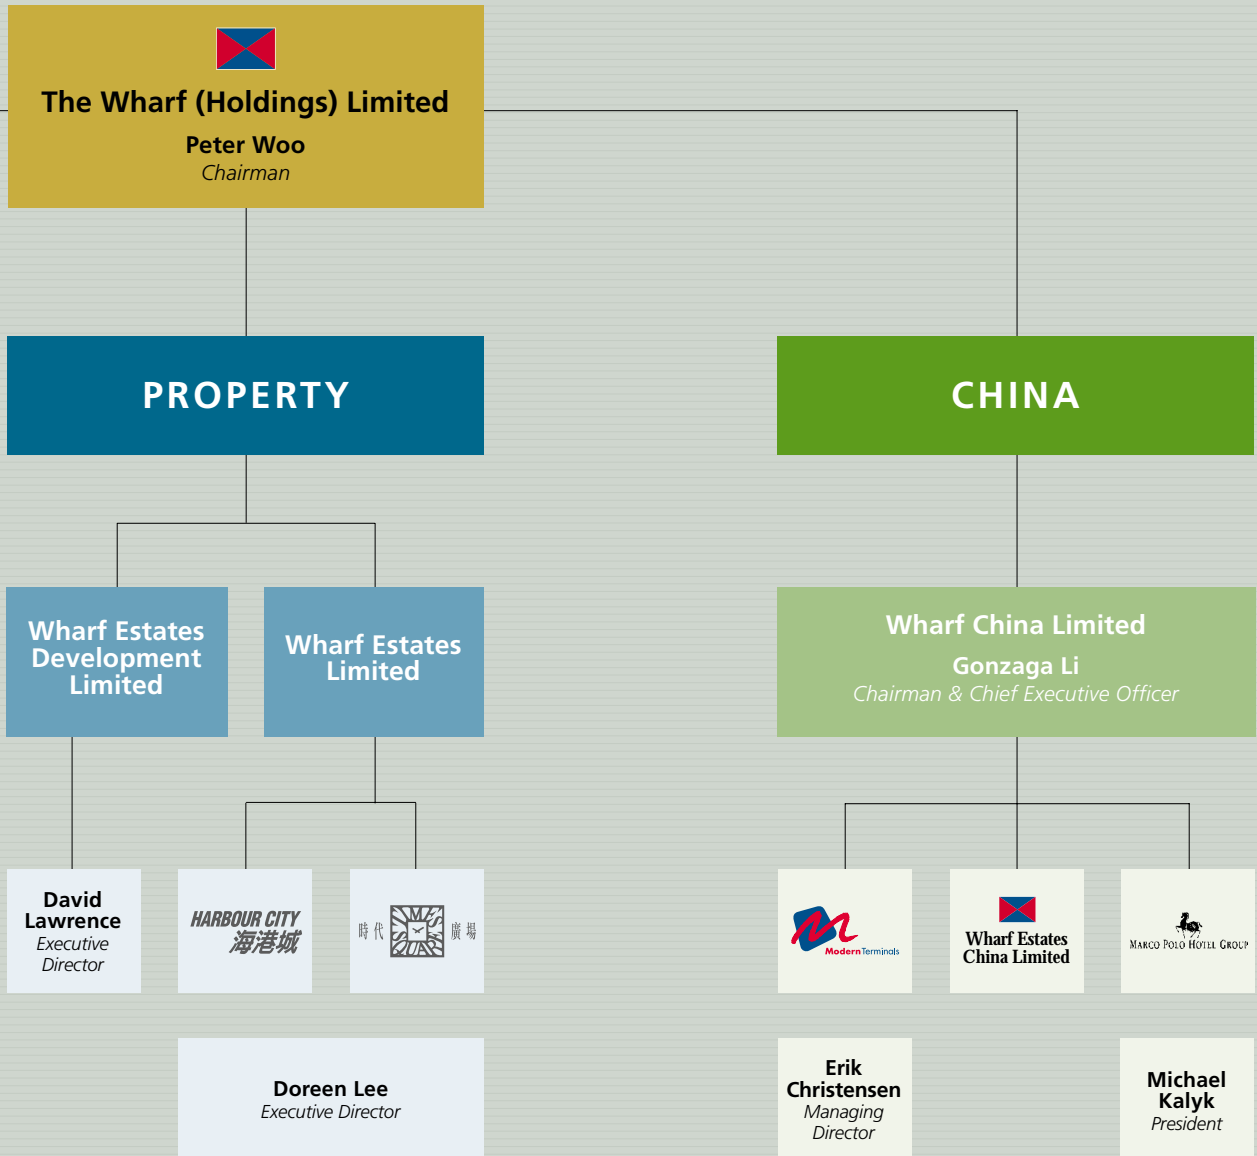 The Wharf (Holdings) Limited
Peter Woo
Chairman
PROPERTY
CHINA
Wharf Estates
Development
Limited
Wharf Estates
Limited
Wharf China Limited
Gonzaga Li
Chairman & Chief Executive Officer
David
Lawrence
Executive
Director
HARBOUR CITY
海港城
時代 TIMES SQUARE 廣場
Modern Terminals
Wharf Estates
China Limited
MARCO POLO HOTEL GROUP
Doreen Lee
Executive Director
Erik
Christensen
Managing
Director
Michael
Kalyk
President